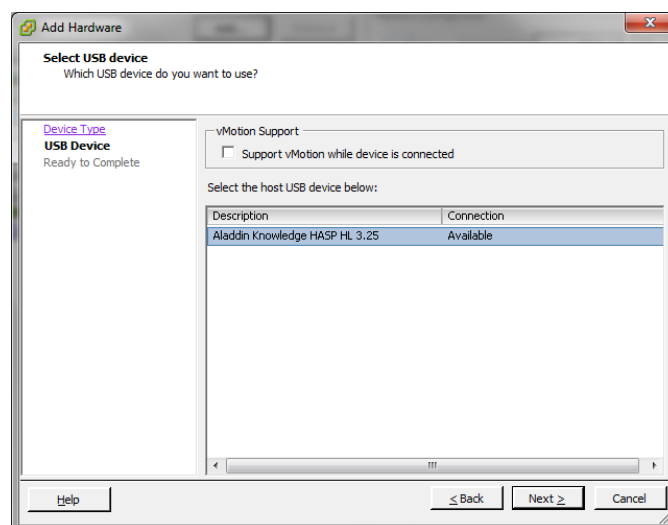 Add Hardware
Select USB device
Which USB device do you want to use?
Device Type
USB Device
Ready to Complete
vMotion Support
Support vMotion while device is connected
Select the host USB device below:
Description Connection
Aladdin Knowledge HASP HL 3.25 Available
Help
< Back
Next >
Cancel